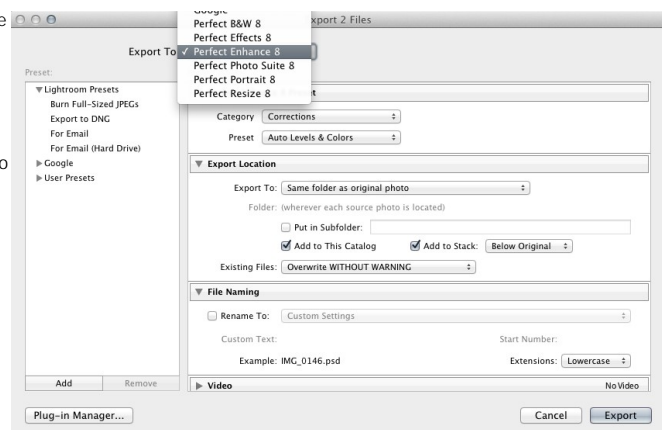 e
Google
Export 2 Files
Perfect B&W 8
Perfect Effects 8
Export To: ✓ Perfect Enhance 8
Perfect Photo Suite 8
Perfect Portrait 8
Perfect Resize 8
Preset:
Lightroom Presets
Burn Full-Sized JPEGs
Export to DNG
For Email
For Email (Hard Drive)
Google
User Presets
o
Add Remove
Preset
Category Corrections
Preset Auto Levels & Colors
Export Location
Export To: Same folder as original photo
Folder: (wherever each source photo is located)
Put in Subfolder:
Add to This Catalog Add to Stack: Below Original
Existing Files: Overwrite WITHOUT WARNING
File Naming
Rename To: Custom Settings
Custom Text: Start Number:
Example: IMG_0146.psd Extensions: Lowercase
Video No Video
Plug-in Manager... Cancel Export